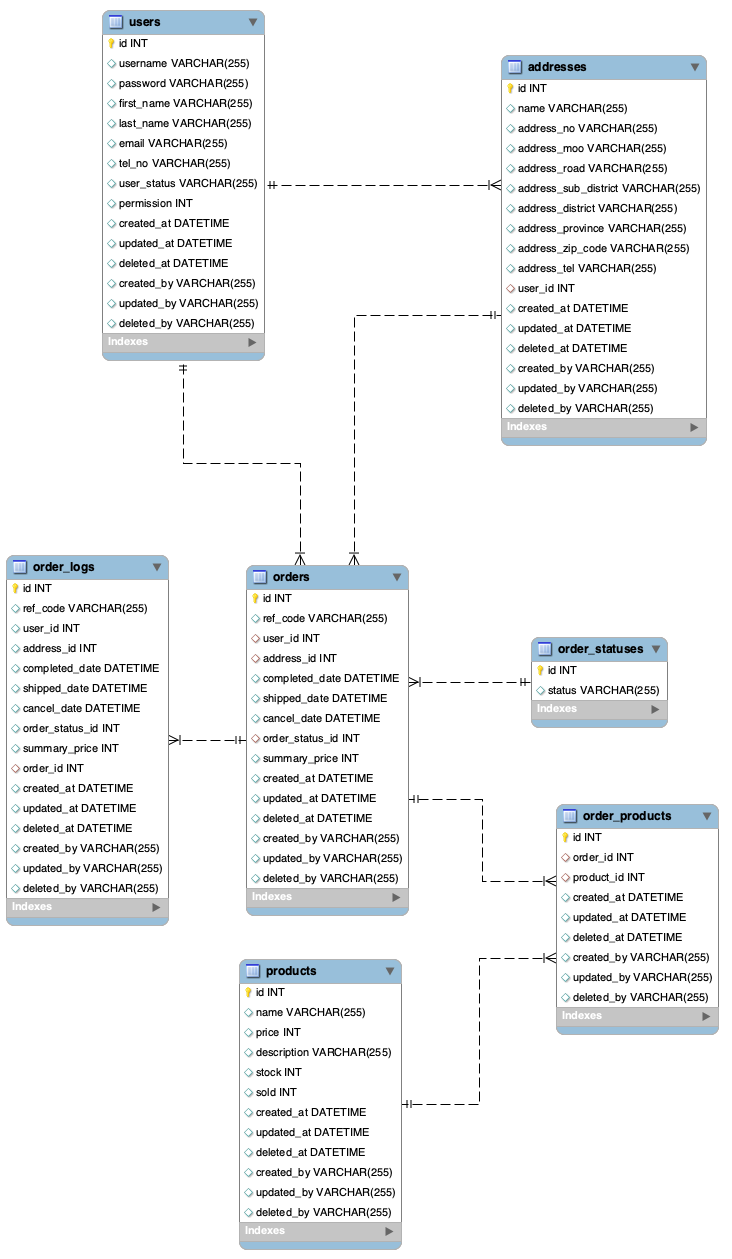 users
id INT
username VARCHAR(255)
password VARCHAR(255)
first_name VARCHAR(255)
last_name VARCHAR(255)
email VARCHAR(255)
tel_no VARCHAR(255)
user_status VARCHAR(255)
permission INT
created_at DATETIME
updated_at DATETIME
deleted_at DATETIME
created_by VARCHAR(255)
updated_by VARCHAR(255)
deleted_by VARCHAR(255)
Indexes
addresses
id INT
name VARCHAR(255)
address_no VARCHAR(255)
address_moo VARCHAR(255)
address_road VARCHAR(255)
address_sub_district VARCHAR(255)
address_district VARCHAR(255)
address_province VARCHAR(255)
address_zip_code VARCHAR(255)
address_tel VARCHAR(255)
user_id INT
created_at DATETIME
updated_at DATETIME
deleted_at DATETIME
created_by VARCHAR(255)
updated_by VARCHAR(255)
deleted_by VARCHAR(255)
Indexes
order_logs
id INT
ref_code VARCHAR(255)
user_id INT
address_id INT
completed_date DATETIME
shipped_date DATETIME
cancel_date DATETIME
order_status_id INT
summary_price INT
order_id INT
created_at DATETIME
updated_at DATETIME
deleted_at DATETIME
created_by VARCHAR(255)
updated_by VARCHAR(255)
deleted_by VARCHAR(255)
Indexes
orders
id INT
ref_code VARCHAR(255)
user_id INT
address_id INT
completed_date DATETIME
shipped_date DATETIME
cancel_date DATETIME
order_status_id INT
summary_price INT
created_at DATETIME
updated_at DATETIME
deleted_at DATETIME
created_by VARCHAR(255)
updated_by VARCHAR(255)
deleted_by VARCHAR(255)
Indexes
order_statuses
id INT
status VARCHAR(255)
Indexes
order_products
id INT
order_id INT
product_id INT
created_at DATETIME
updated_at DATETIME
deleted_at DATETIME
created_by VARCHAR(255)
updated_by VARCHAR(255)
deleted_by VARCHAR(255)
Indexes
products
id INT
name VARCHAR(255)
price INT
description VARCHAR(255)
stock INT
sold INT
created_at DATETIME
updated_at DATETIME
deleted_at DATETIME
created_by VARCHAR(255)
updated_by VARCHAR(255)
deleted_by VARCHAR(255)
Indexes